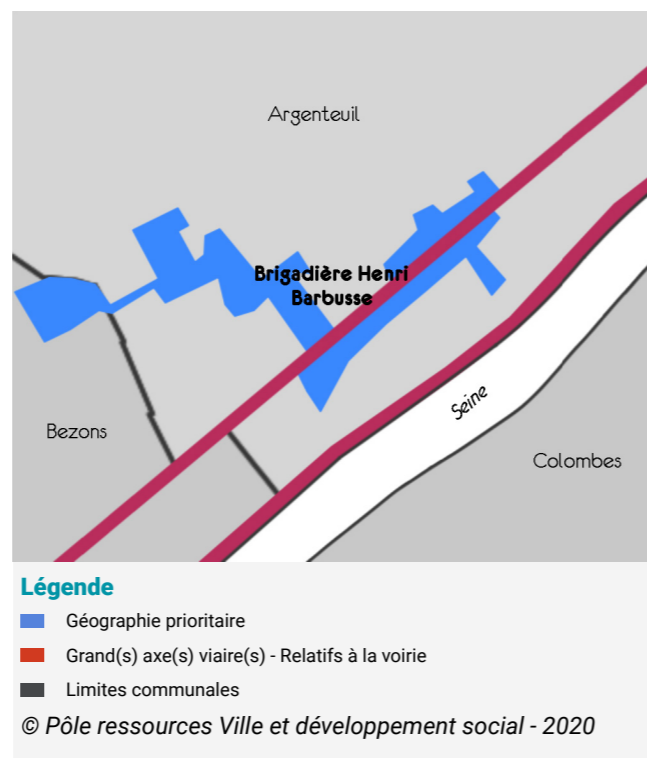 Argenteuil
Brigadière Henri
Barbusse
Seine
Bezons
Colombes
Légende
Géographie prioritaire
Grand(s) axe(s) viaire(s) - Relatifs à la voirie
Limites communales
© Pôle ressources Ville et développement social - 2020